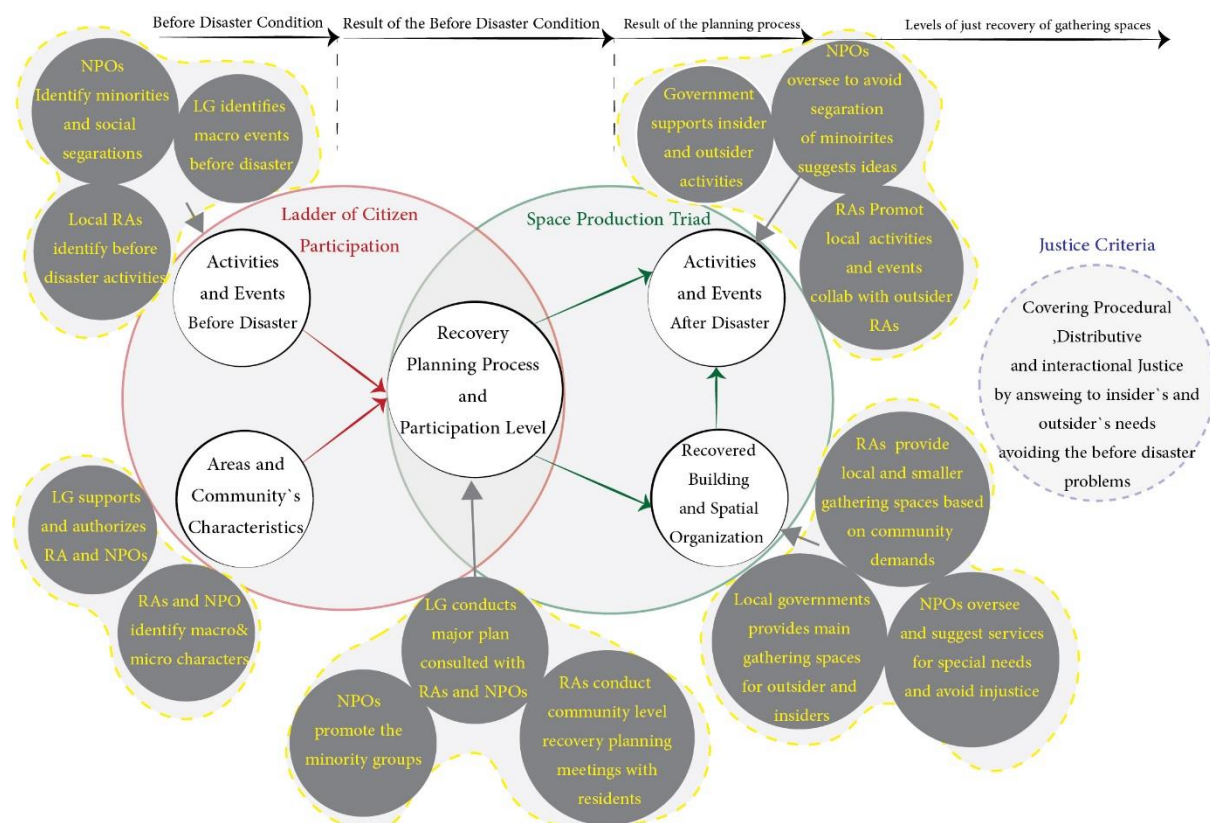 Before Disaster Condition
Result of the Before Disaster Condition
Result of the planning process
Levels of just recovery of gathering spaces
NPOs
Identify minorities
and social
segarations
LG identifies
macro events
before disaster
Local RAs
identify before
disaster activities
Government
supports insider
and outsider
activities
NPOs
oversee to avoid
segaration
of minoirites
suggests ideas
RAs Promot
local activities
and events
collab with outsider
RAs
Ladder of Citizen
Participation
Space Production Triad
Activities
and Events
Before Disaster
Areas and
Community`s
Characteristics
Recovery
Planning Process
and
Participation Level
Activities
and Events
After Disaster
Recovered
Building
and Spatial
Organization
Justice Criteria
Covering Procedural
,Distributive
and interactional Justice
by answeing to insider`s and
outsider`s needs
avoiding the before disaster
problems
LG supports
and authorizes
RA and NPOs
RAs and NPO
identify macro&
micro characters
LG conducts
major plan
consulted with
RAs and NPOs
NPOs
promote the
minority groups
RAs conduct
community level
recovery planning
meetings with
residents
RAs provide
local and smaller
gathering spaces based
on community
demands
Local governments
provides main
gathering spaces
for outsider and
insiders
NPOs oversee
and suggest services
for special needs
and avoid injustice